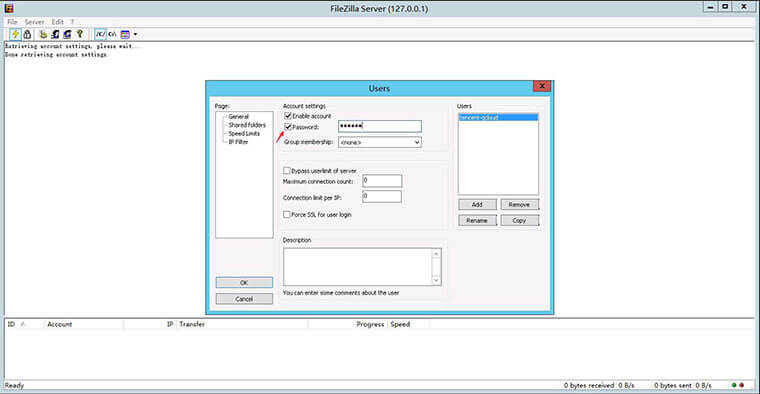 FileZilla Server (127.0.0.1)
File Server Edit ?
/C/ C:\
Retrieving account settings, please wait...
Done retrieving account settings
Users
Page:
General
Shared folders
Speed Limits
IP Filter
Account settings
Enable account
Password: ••••••
Group membership: <none>
Bypass userlimit of server
Maximum connection count: 0
Connection limit per IP: 0
Force SSL for user login
Description
You can enter some comments about the user
OK
Cancel
Users
tencent-qcloud
Add Remove
Rename Copy
ID Account IP Transfer Progress Speed
Ready 0 bytes received 0 B/s 0 bytes sent 0 B/s